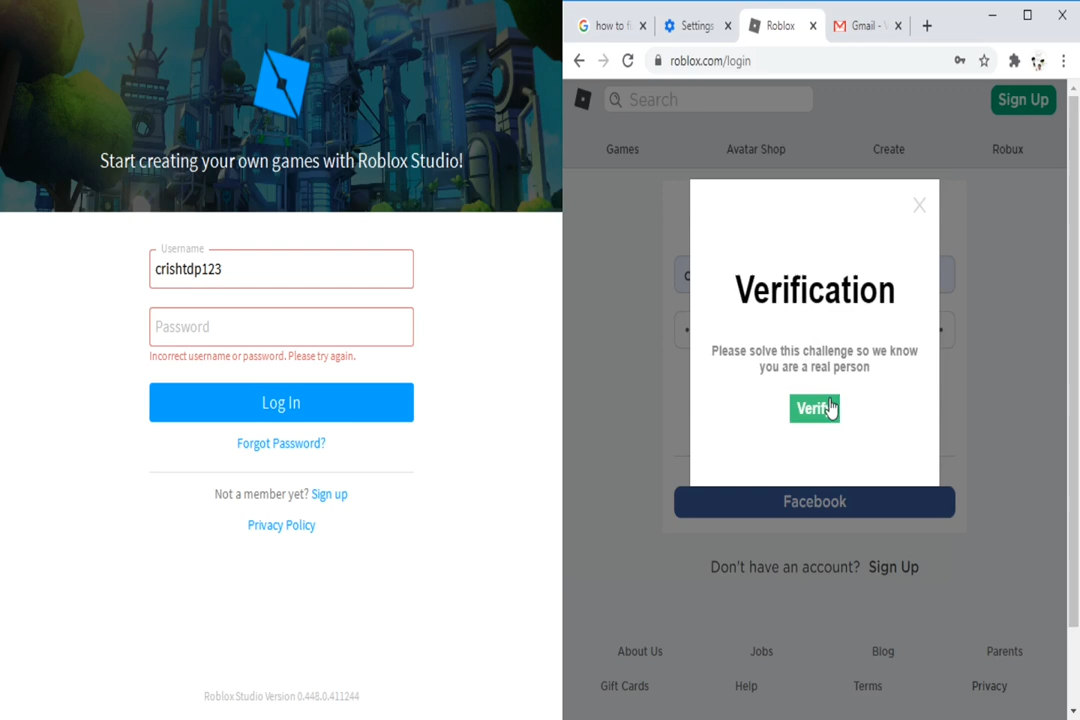 Start creating your own games with Roblox Studio!
Username
crishtdp123
Password
Incorrect username or password. Please try again.
Log In
Forgot Password?
Not a member yet? Sign up
Privacy Policy
Roblox Studio Version 0.448.0.411244
how to f
Settings
Roblox
Gmail -
roblox.com/login
Search
Sign Up
Games
Avatar Shop
Create
Robux
X
Verification
Please solve this challenge so we know
you are a real person
Verif
Facebook
Don't have an account? Sign Up
About Us
Jobs
Blog
Parents
Gift Cards
Help
Terms
Privacy